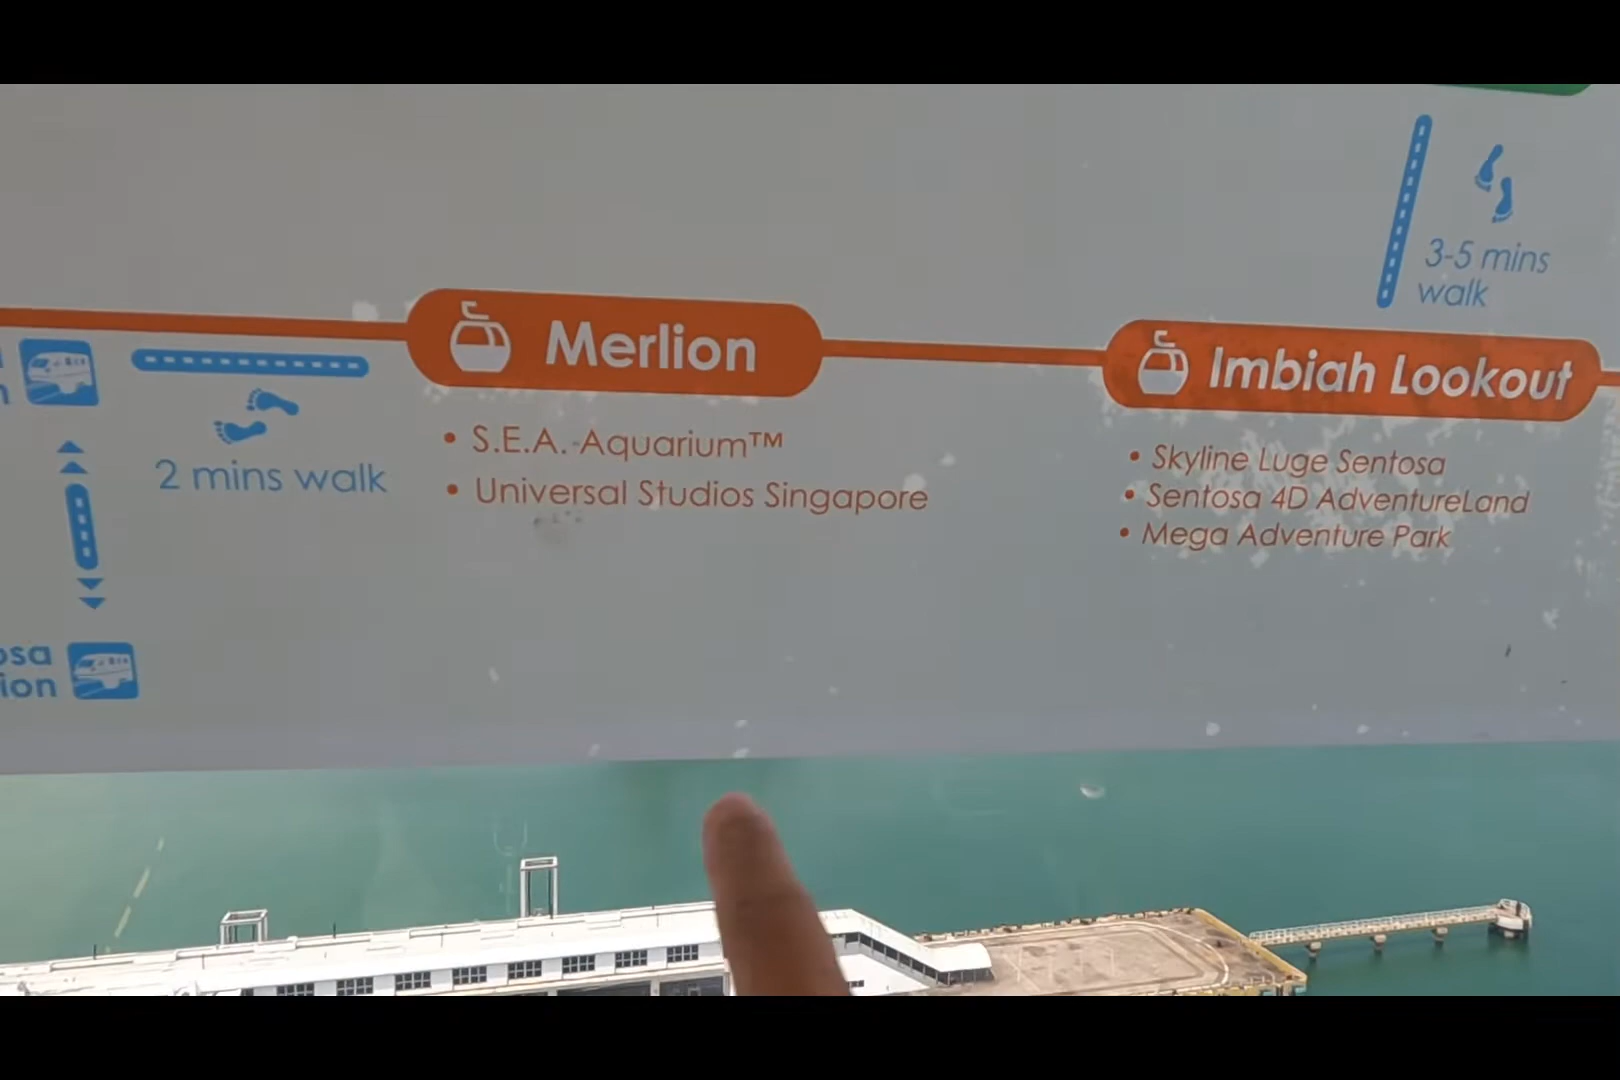 3-5 mins
walk
Merlion
Imbiah Lookout
2 mins walk
• S.E.A. Aquarium™
• Universal Studios Singapore
• Skyline Luge Sentosa
• Sentosa 4D AdventureLand
• Mega Adventure Park